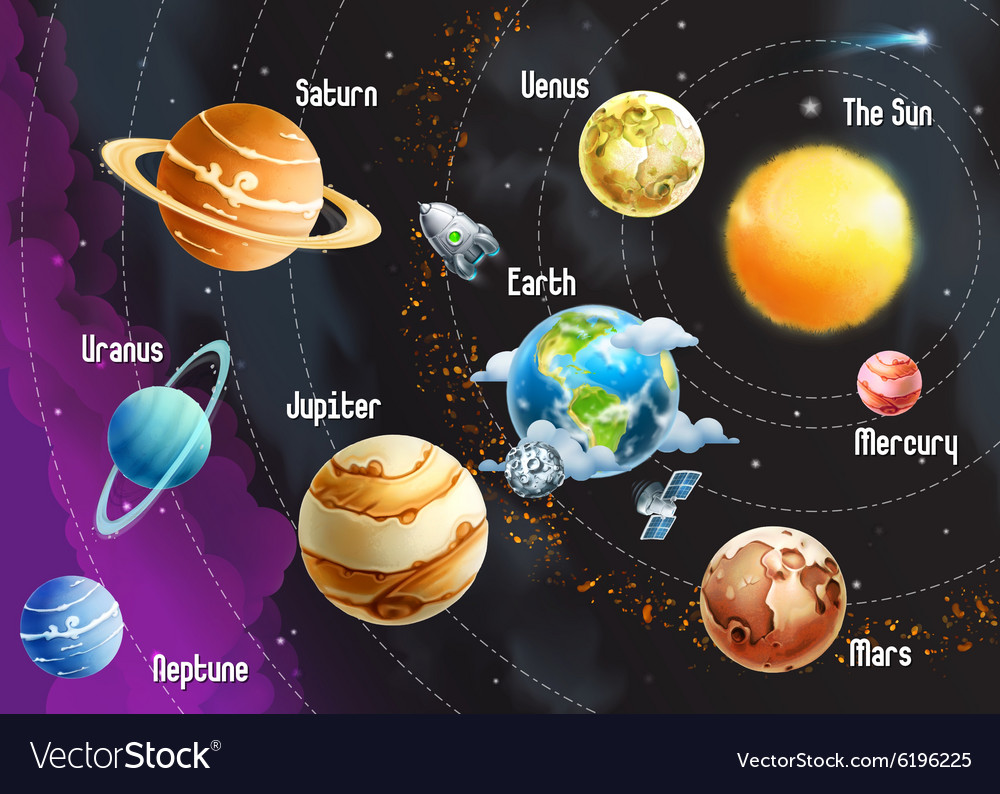 Saturn
Venus
The Sun
Earth
Uranus
Jupiter
Mercury
Mars
Neptune
VectorStock®
VectorStock.com/6196225